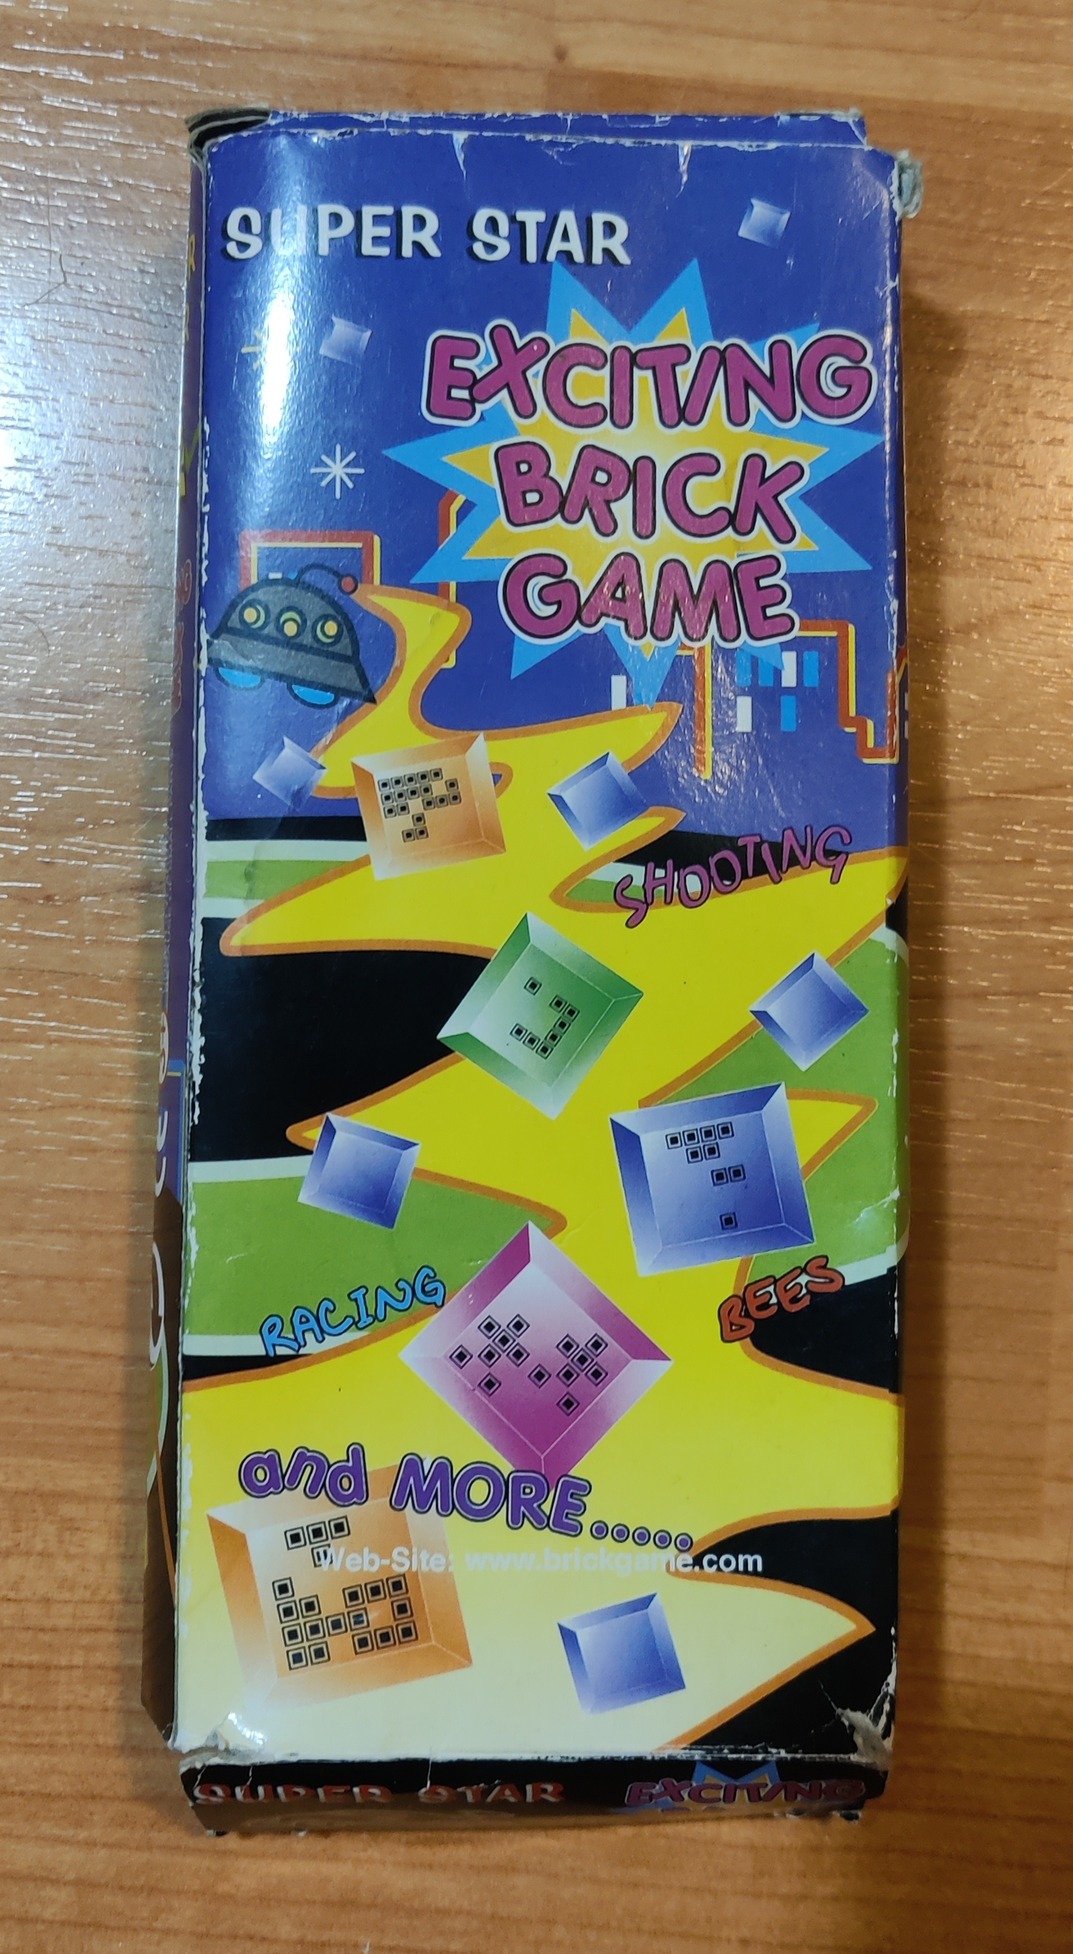 SUPER STAR
EXCITING
BRICK
GAME
SHOOTING
RACING
BEES
and MORE.....
Web-Site: www.brickgame.com
SUPER STAR
EXCITING